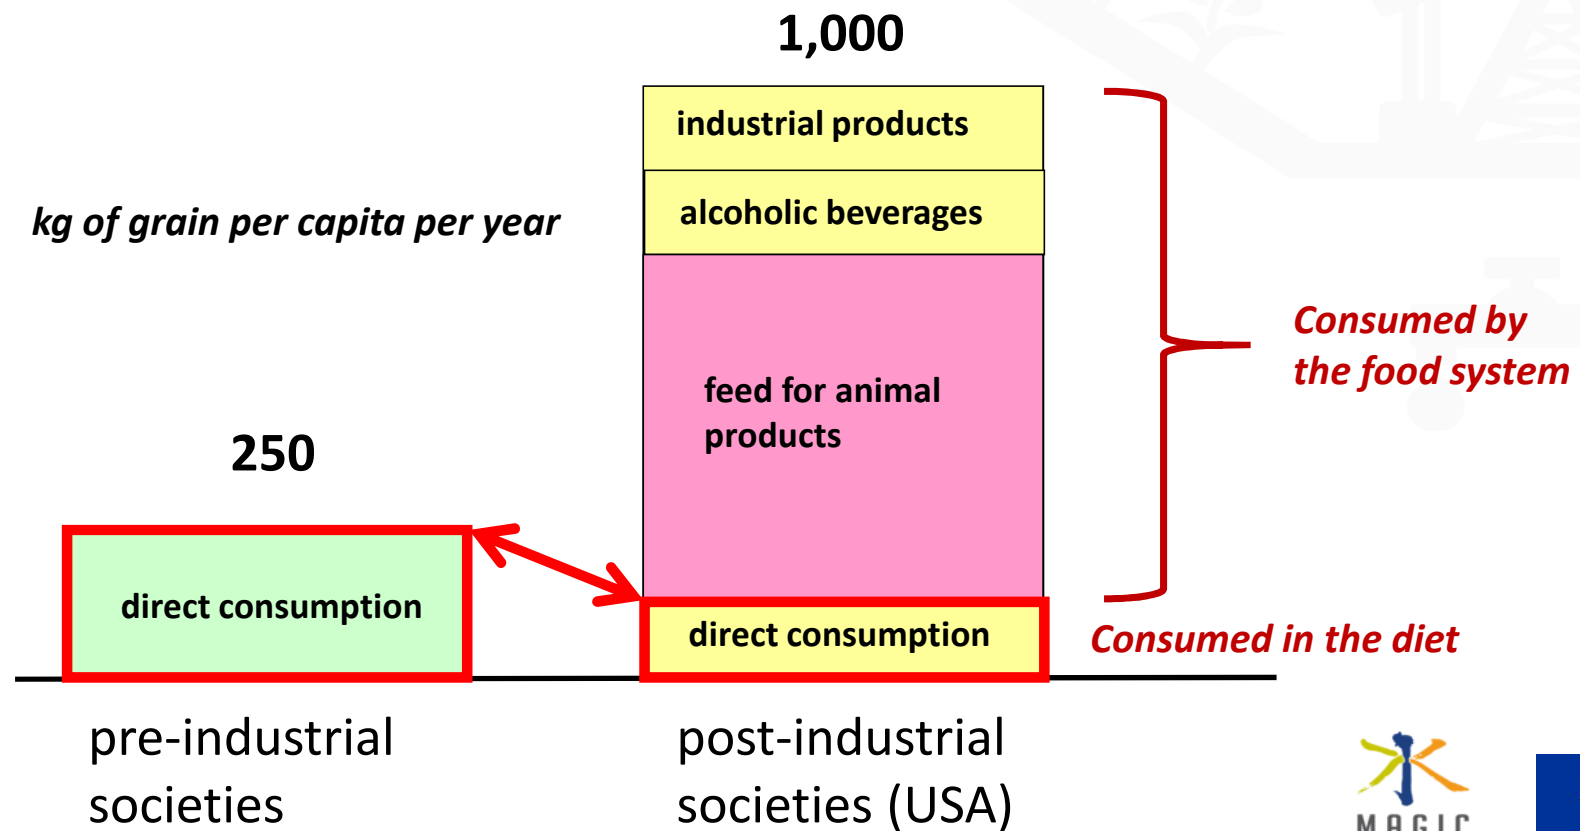 1,000
industrial products
alcoholic beverages
kg of grain per capita per year
feed for animal
products
Consumed by
the food system
250
direct consumption
direct consumption
Consumed in the diet
pre-industrial
societies
post-industrial
societies (USA)
MAGIC